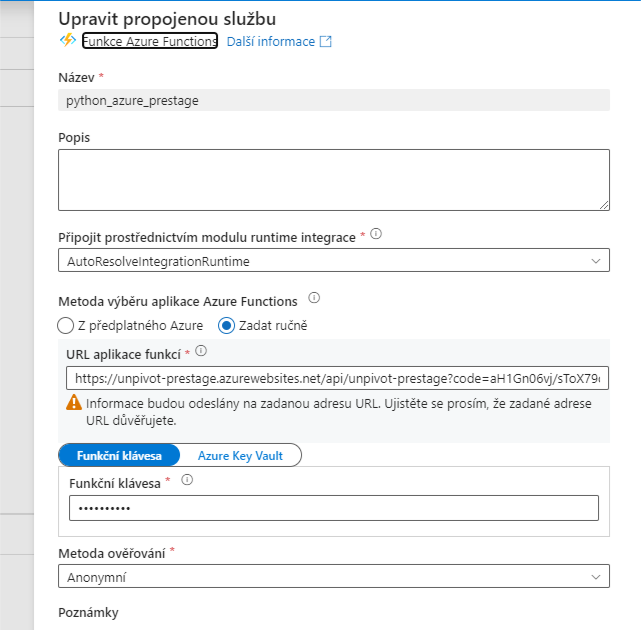 Upravit propojenou službu
Funkce Azure Functions Další informace
Název *
python_azure_prestage
Popis
Připojit prostřednictvím modulu runtime integrace *
AutoResolveIntegrationRuntime
Metoda výběru aplikace Azure Functions
Z předplatného Azure Zadat ručně
URL aplikace funkcí *
https://unpivot-prestage.azurewebsites.net/api/unpivot-prestage?code=aH1Gn06vj/sToX79
Informace budou odeslány na zadanou adresu URL. Ujistěte se prosím, že zadané adrese
URL důvěřujete.
Funkční klávesa Azure Key Vault
Funkční klávesa *
••••••••••
Metoda ověřování *
Anonymní
Poznámky